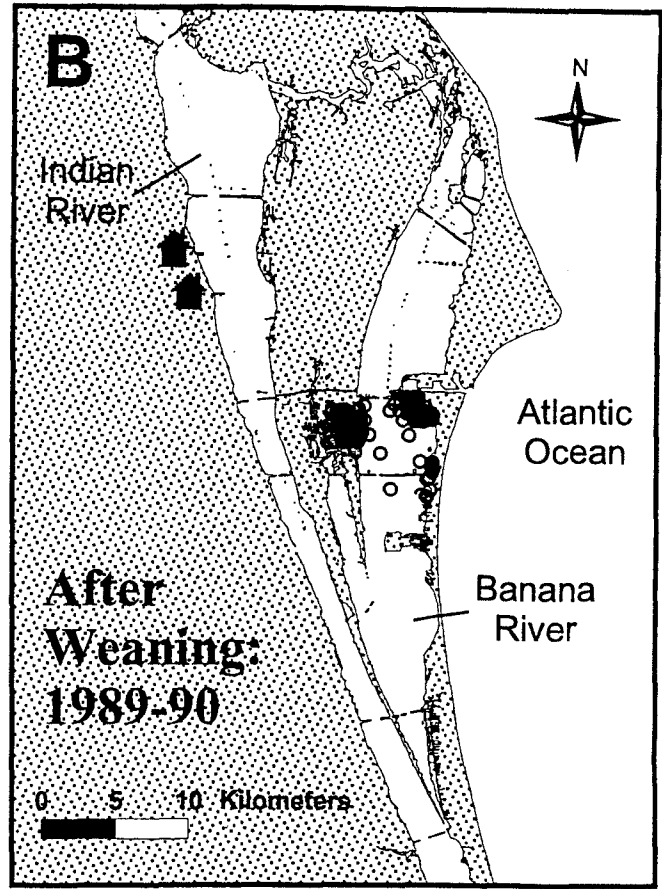 B
N
Indian
River
Atlantic
Ocean
Banana
River
After
Weaning:
1989-90
0 5 10 Kilometers